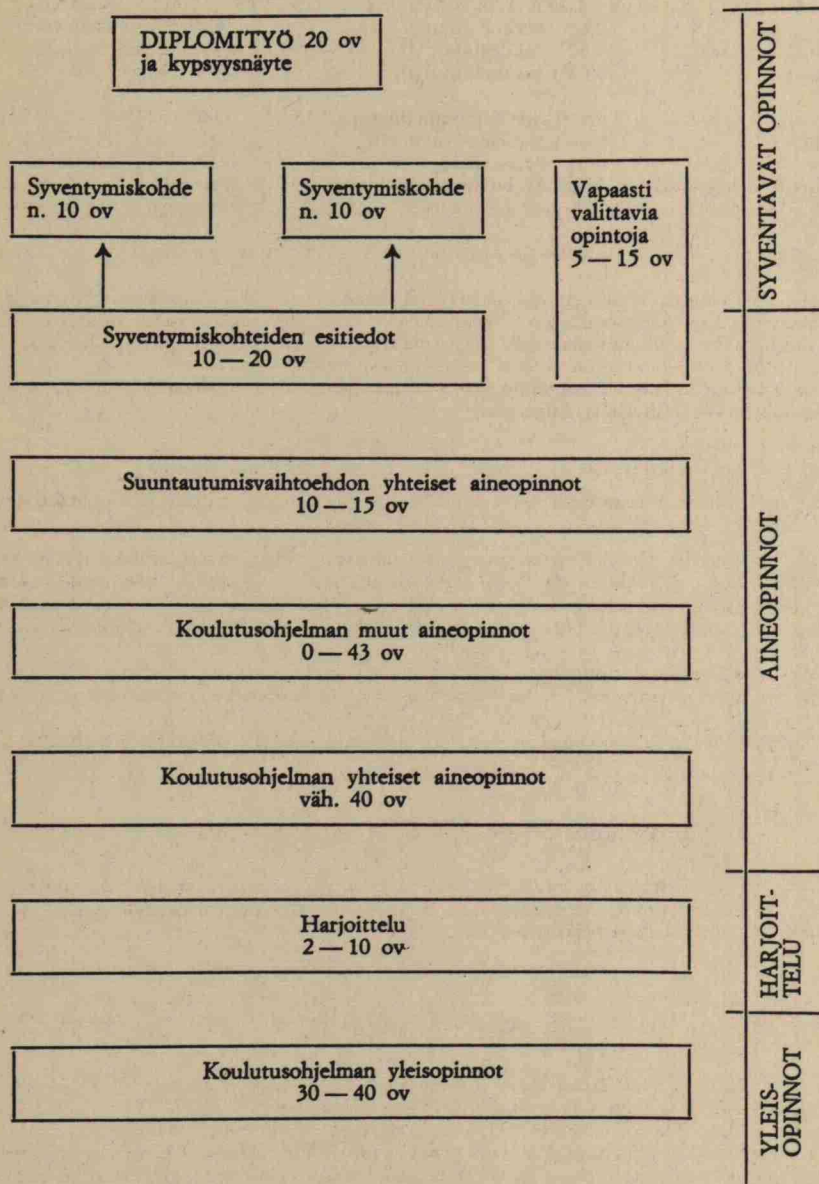 DIPLOMITYÖ 20 ov
ja kypsyysnäyte
Syventymiskohde
n. 10 ov
Syventymiskohde
n. 10 ov
Vapaasti
valittavia
opintoja
5 — 15 ov
Syventymiskohteiden esitiedot
10 — 20 ov
Suuntautumisvaihtoehdon yhteiset aineopinnot
10 — 15 ov
Koulutusohjelman muut aineopinnot
0 — 43 ov
Koulutusohjelman yhteiset aineopinnot
väh. 40 ov
Harjoittelu
2 — 10 ov
Koulutusohjelman yleisopinnot
30 — 40 ov
SYVENTÄVÄT OPINNOT
AINEOPINNOT
HARJOIT-
TELU
YLEIS-
OPINNOT